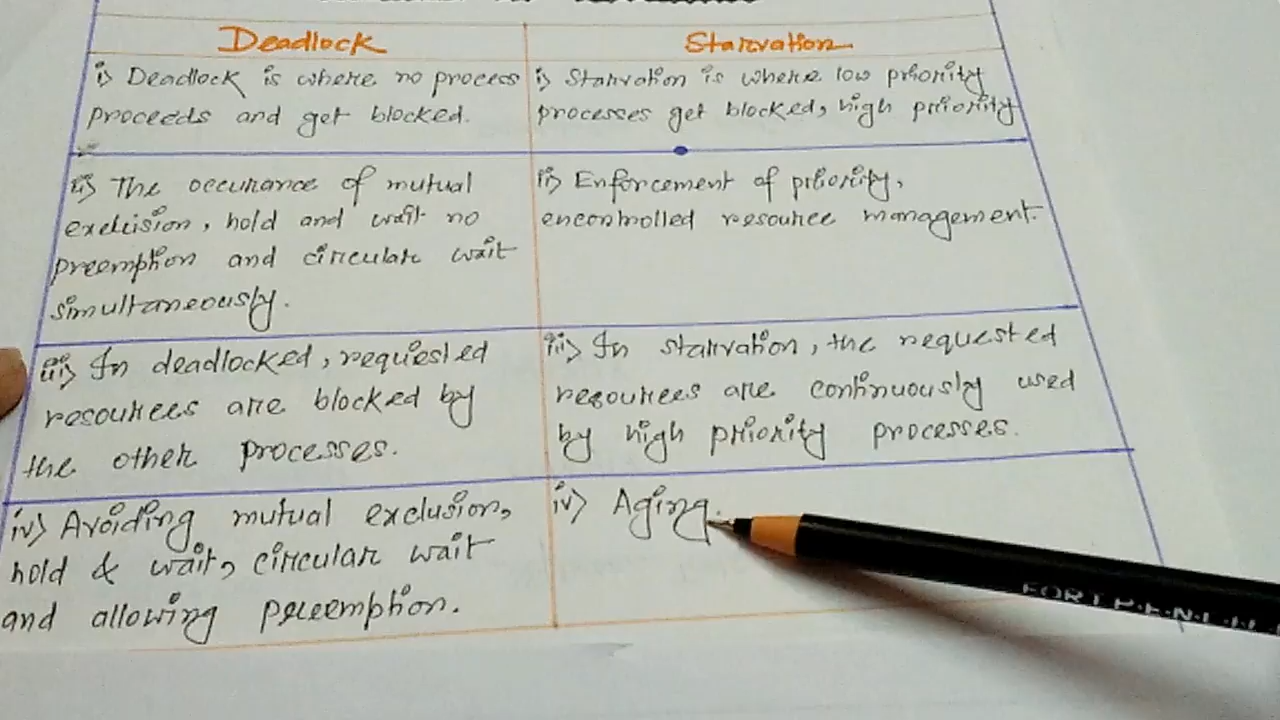 Deadlock
Starvation
i) Deadlock is where no process
proceeds and get blocked.
i) Starvation is where low priority
processes get blocked, high priority
ii) The occurance of mutual
exclusion, hold and wait no
preemption and circular wait
simultaneously.
ii) Enforcement of priority,
encontrolled resource management.
iii) In deadlocked, requested
resources are blocked by
the other processes.
iii) In starvation, the requested
resources are continuously used
by high priority processes.
iv) Avoiding mutual exclusion,
hold & wait, circular wait
and allowing preemption.
iv) Aging.